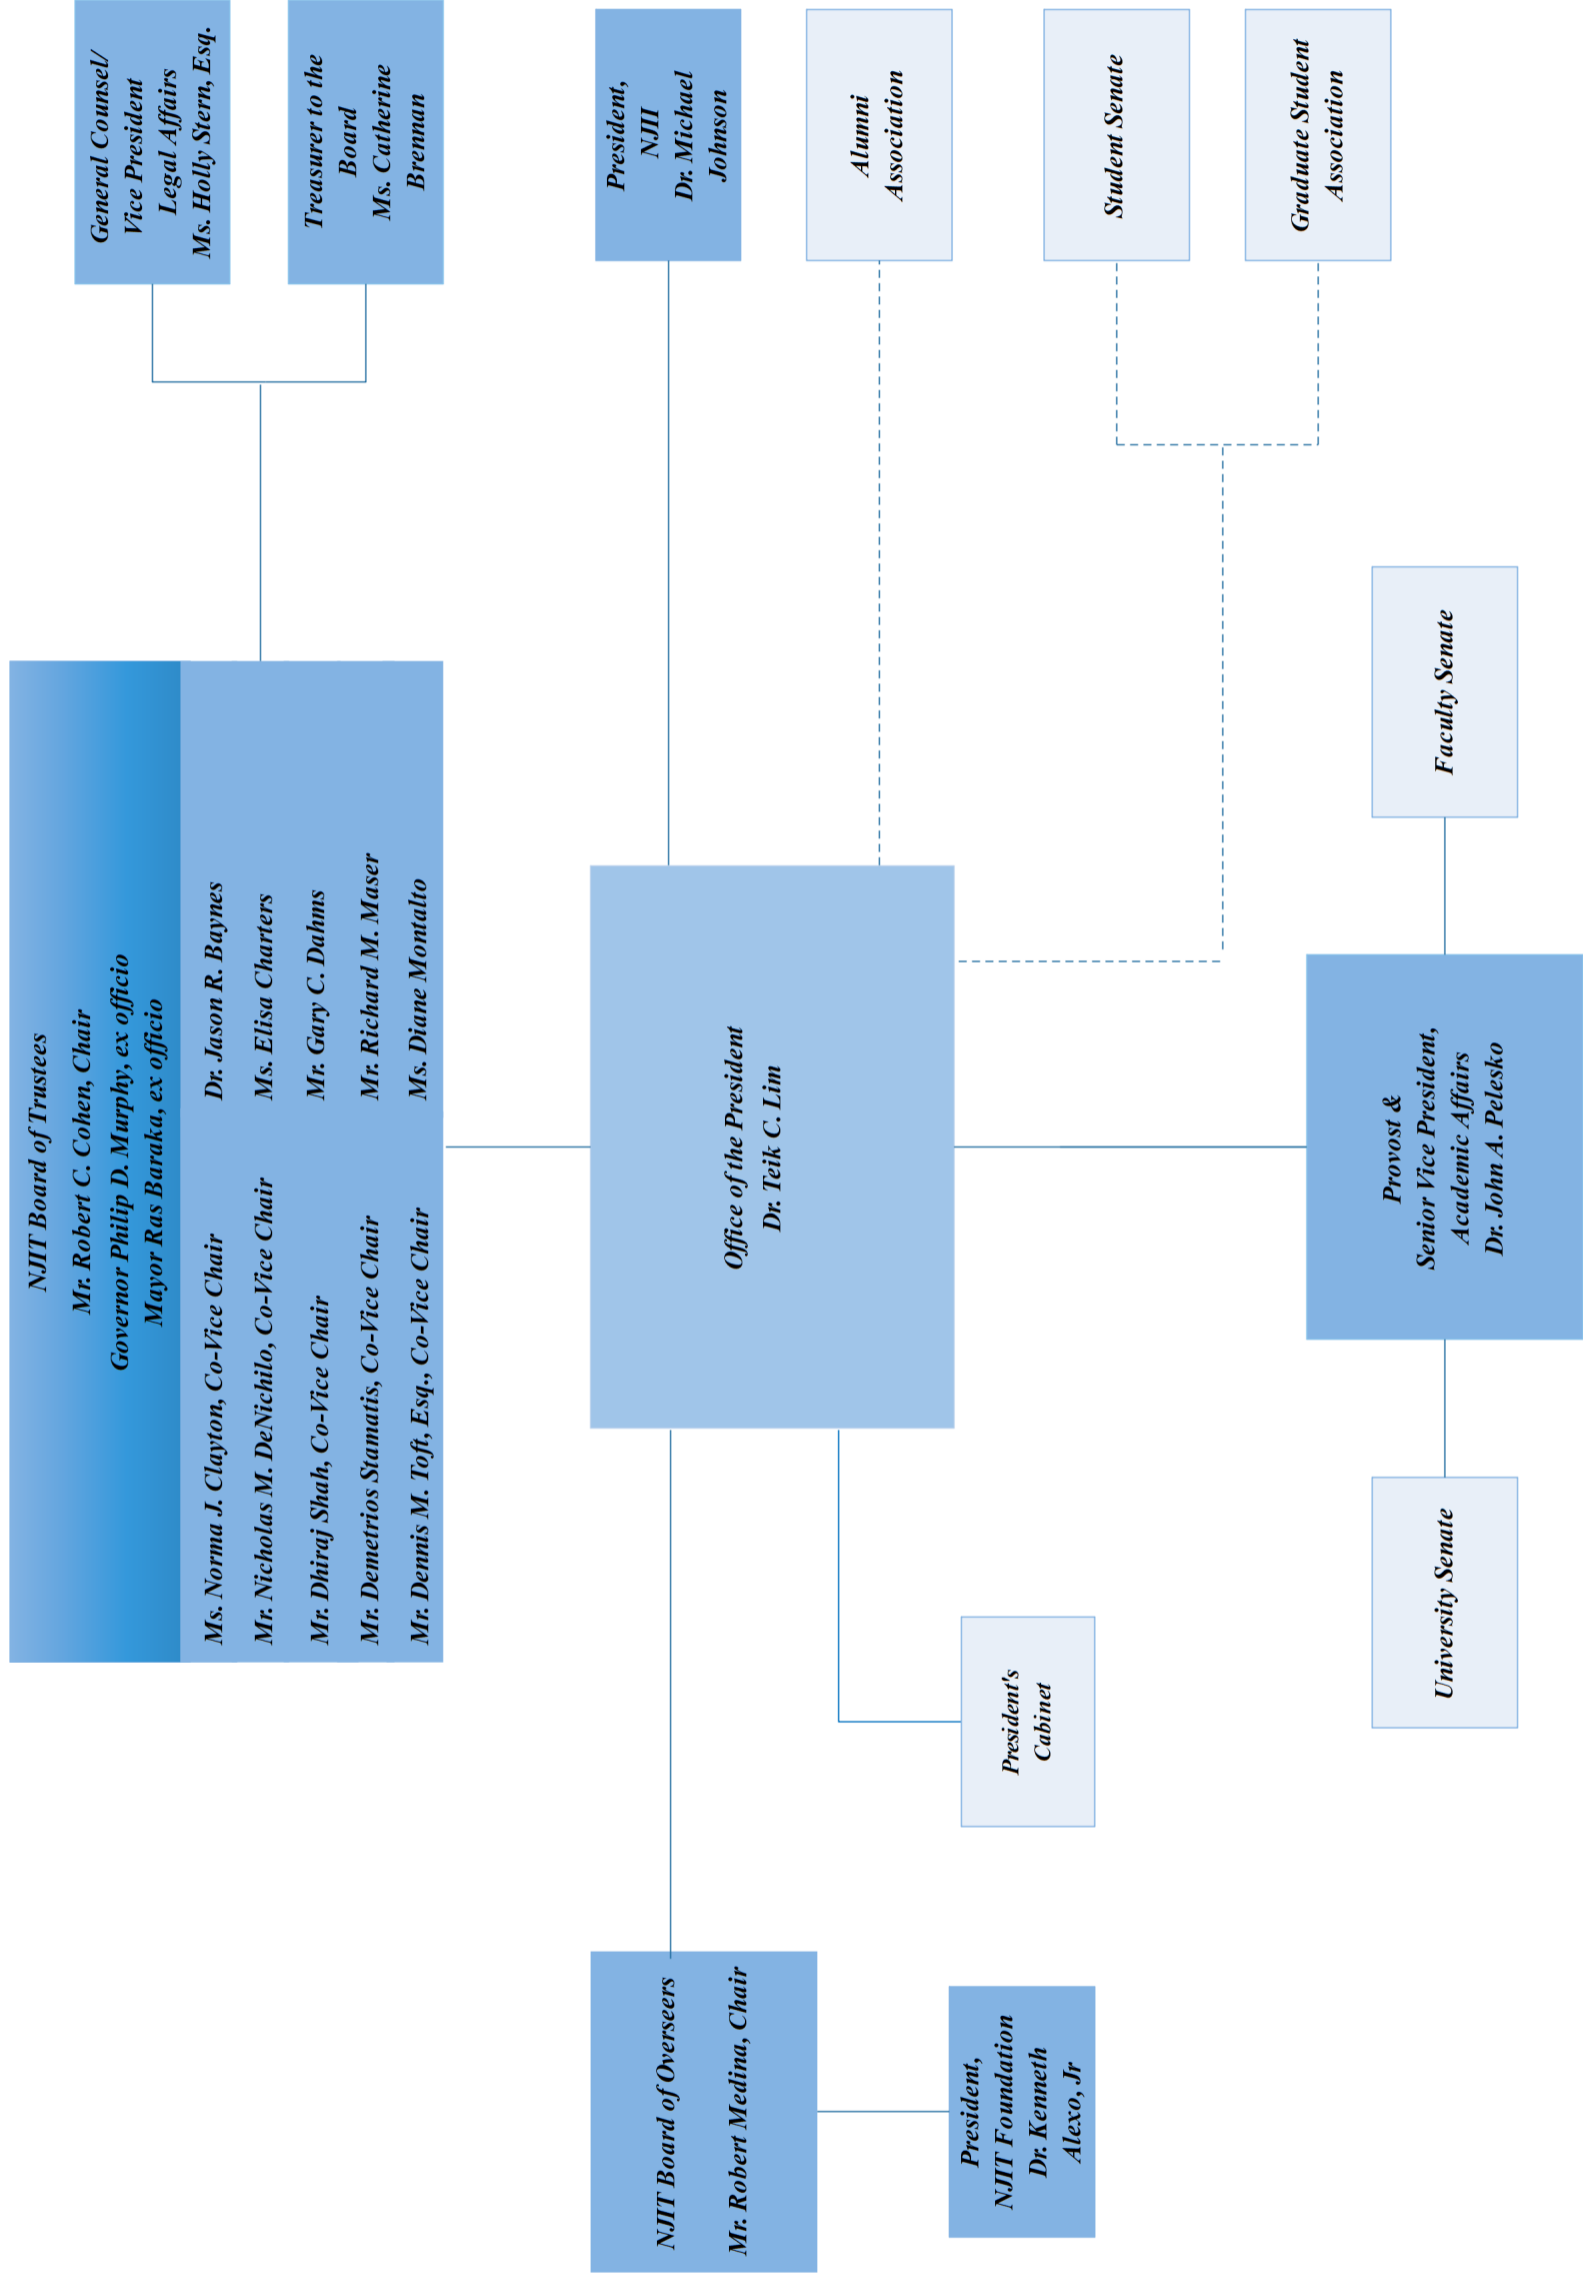 NJIT Board of Trustees
Mr. Robert C. Cohen, Chair
Governor Philip D. Murphy, ex officio
Mayor Ras Baraka, ex officio
Ms. Norma J. Clayton, Co-Vice Chair
Dr. Jason R. Baynes
Mr. Nicholas M. DeNichilo, Co-Vice Chair
Ms. Elisa Charters
Mr. Dhiraj Shah, Co-Vice Chair
Mr. Gary C. Dahms
Mr. Demetrios Stamatis, Co-Vice Chair
Mr. Richard M. Maser
Mr. Dennis M. Toft, Esq., Co-Vice Chair
Ms. Diane Montalto
General Counsel/
Vice President
Legal Affairs
Ms. Holly Stern, Esq.
Treasurer to the
Board
Ms. Catherine
Brennan
NJIT Board of Overseers
Mr. Robert Medina, Chair
Office of the President
Dr. Teik C. Lim
President,
NJII
Dr. Michael
Johnson
Alumni
Association
President,
NJIT Foundation
Dr. Kenneth
Alexo, Jr
President's
Cabinet
Student Senate
Graduate Student
Association
University Senate
Provost &
Senior Vice President,
Academic Affairs
Dr. John A. Pelesko
Faculty Senate